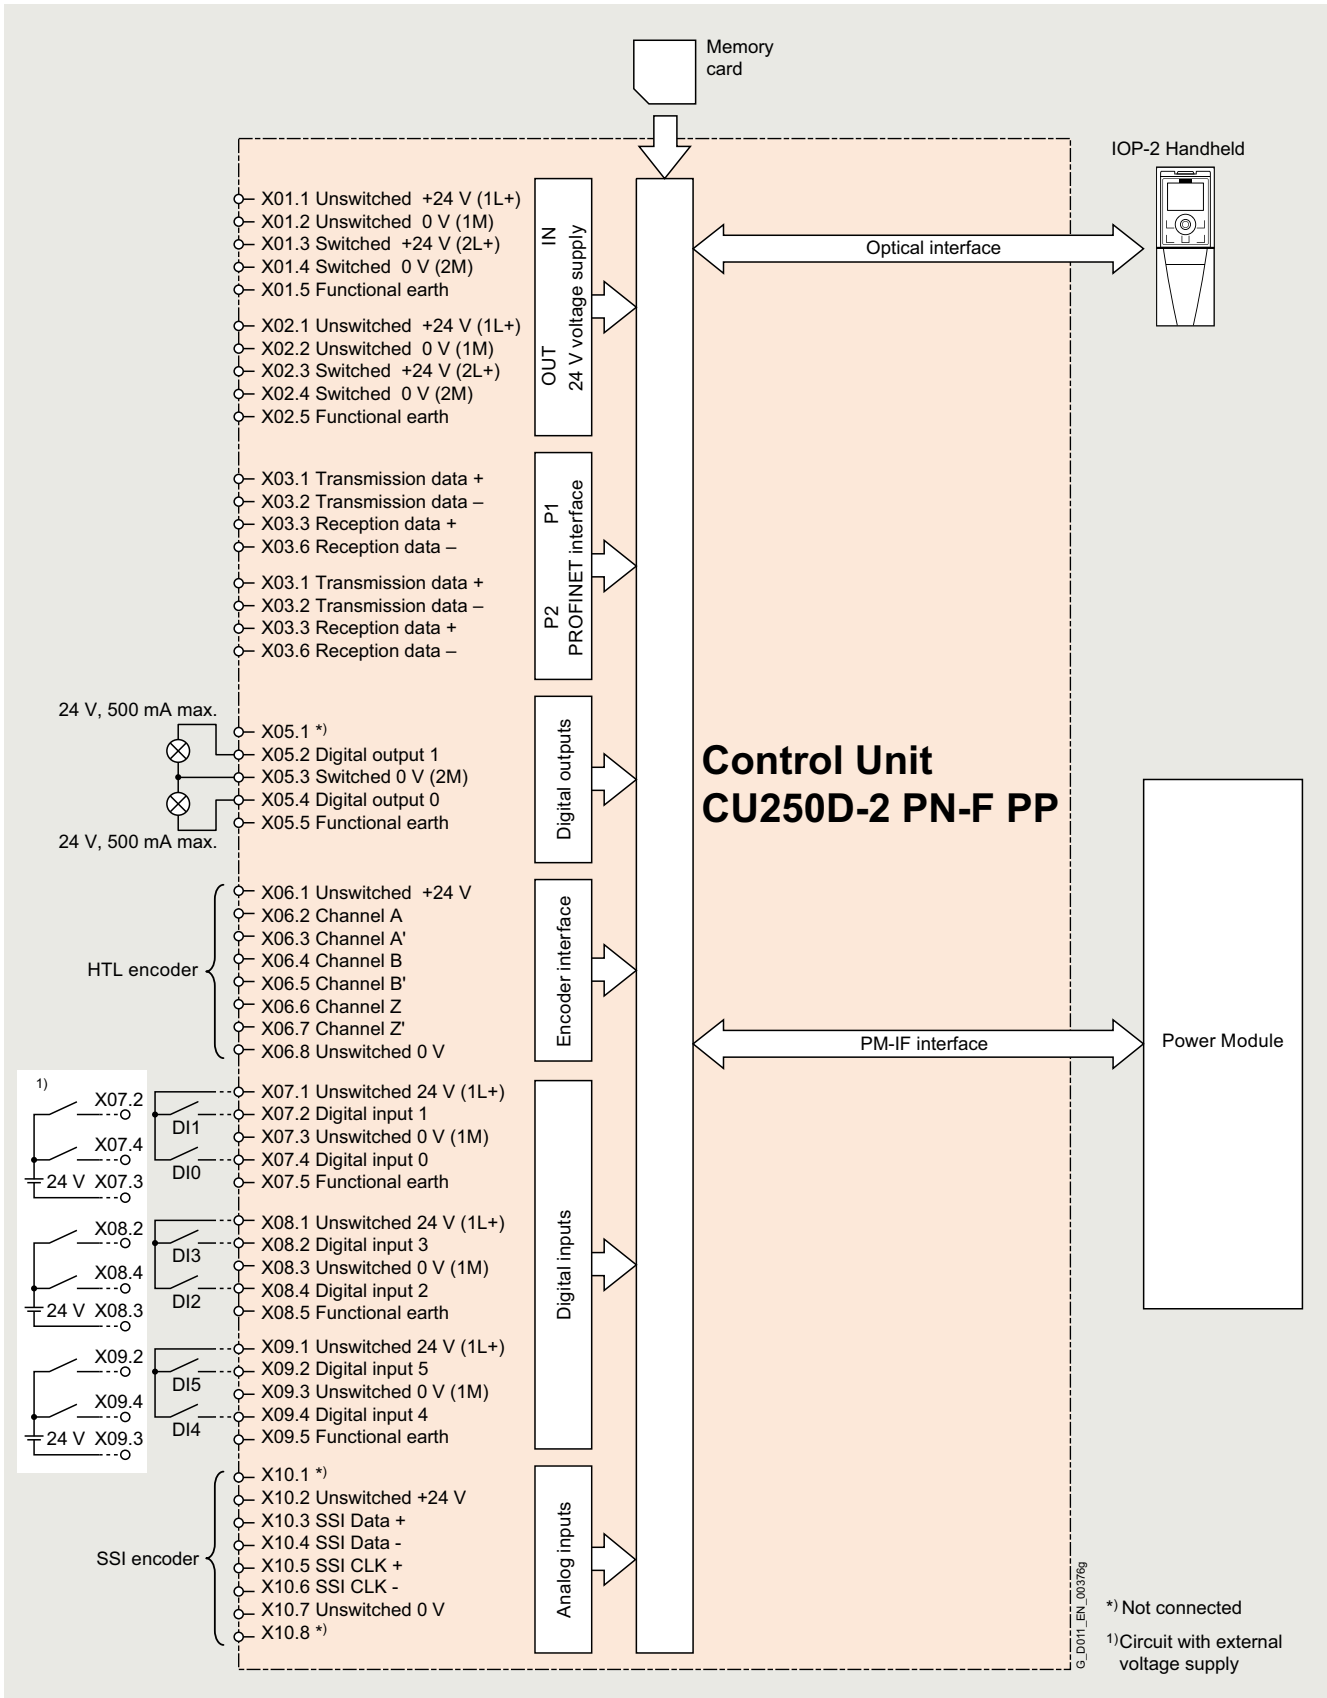 Memory
card
IOP-2 Handheld
X01.1 Unswitched +24 V (1L+)
X01.2 Unswitched 0 V (1M)
X01.3 Switched +24 V (2L+)
X01.4 Switched 0 V (2M)
X01.5 Functional earth
X02.1 Unswitched +24 V (1L+)
X02.2 Unswitched 0 V (1M)
X02.3 Switched +24 V (2L+)
X02.4 Switched 0 V (2M)
X02.5 Functional earth
OUT IN
24 V voltage supply
Optical interface
X03.1 Transmission data +
X03.2 Transmission data –
X03.3 Reception data +
X03.6 Reception data –
X03.1 Transmission data +
X03.2 Transmission data –
X03.3 Reception data +
X03.6 Reception data –
P2 P1
PROFINET interface
24 V, 500 mA max.
24 V, 500 mA max.
X05.1 *)
X05.2 Digital output 1
X05.3 Switched 0 V (2M)
X05.4 Digital output 0
X05.5 Functional earth
Digital outputs
Control Unit
CU250D-2 PN-F PP
HTL encoder
X06.1 Unswitched +24 V
X06.2 Channel A
X06.3 Channel A'
X06.4 Channel B
X06.5 Channel B'
X06.6 Channel Z
X06.7 Channel Z'
X06.8 Unswitched 0 V
Encoder interface
PM-IF interface
Power Module
1)
X07.2
X07.4
24 V X07.3
DI1
DI0
X07.1 Unswitched 24 V (1L+)
X07.2 Digital input 1
X07.3 Unswitched 0 V (1M)
X07.4 Digital input 0
X07.5 Functional earth
X08.2
X08.4
24 V X08.3
DI3
DI2
X08.1 Unswitched 24 V (1L+)
X08.2 Digital input 3
X08.3 Unswitched 0 V (1M)
X08.4 Digital input 2
X08.5 Functional earth
X09.2
X09.4
24 V X09.3
DI5
DI4
X09.1 Unswitched 24 V (1L+)
X09.2 Digital input 5
X09.3 Unswitched 0 V (1M)
X09.4 Digital input 4
X09.5 Functional earth
Digital inputs
SSI encoder
X10.1 *)
X10.2 Unswitched +24 V
X10.3 SSI Data +
X10.4 SSI Data -
X10.5 SSI CLK +
X10.6 SSI CLK -
X10.7 Unswitched 0 V
X10.8 *)
Analog inputs
G_D011_EN_00376g
*) Not connected
1) Circuit with external
voltage supply